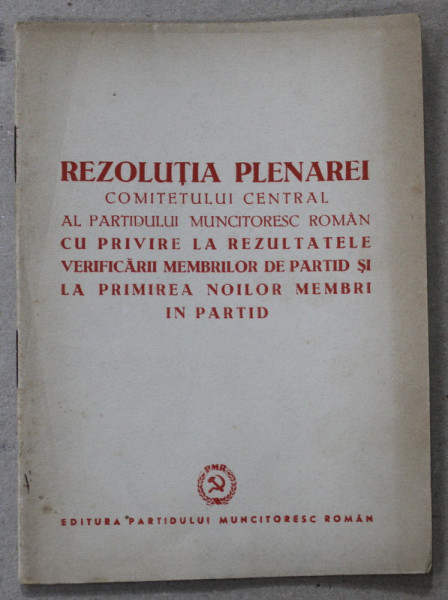 REZOLUȚIA PLENAREI
COMITETULUI CENTRAL
AL PARTIDULUI MUNCITORESC ROMÂN
CU PRIVIRE LA REZULTATELE
VERIFICĂRII MEMBRILOR DE PARTID ȘI
LA PRIMIREA NOILOR MEMBRI
IN PARTID
PMR
EDITURA PARTIDULUI MUNCITORESC ROMÂN